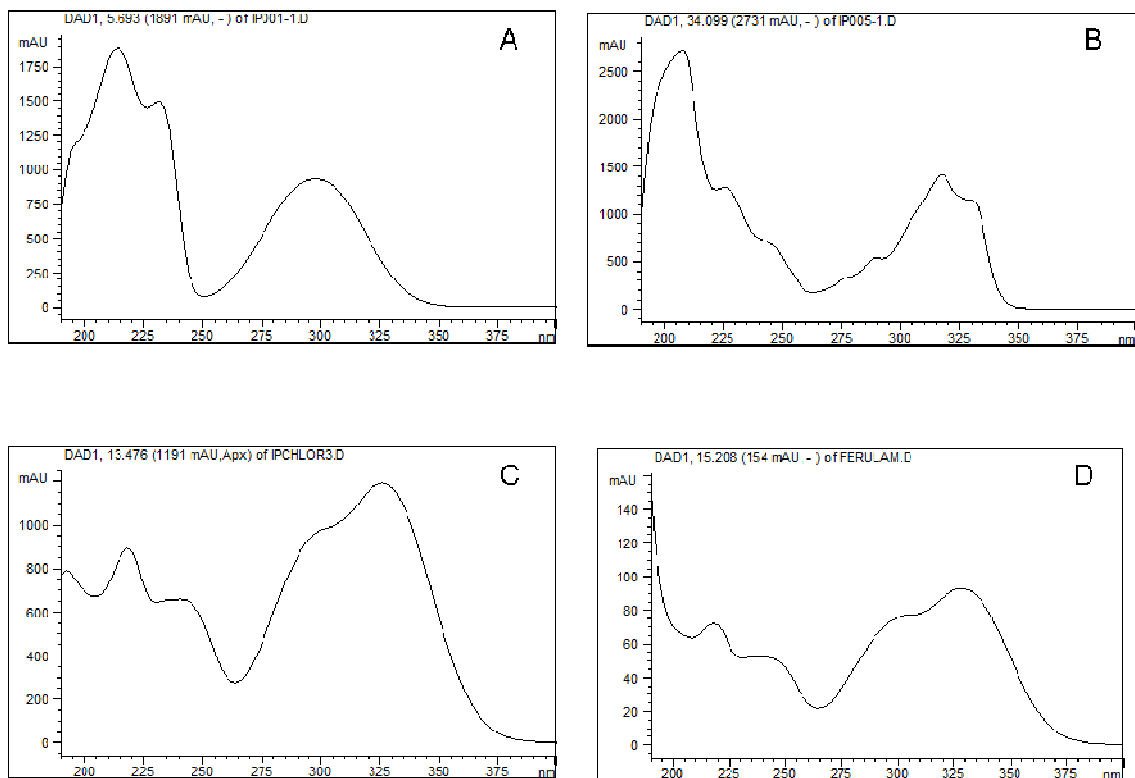 DAD1, 5.693 (1891 mAU, - ) of IP001-1.D
A
mAU
1750
1500
1250
1000
750
500
250
0
200 225 250 275 300 325 350 375 nm
DAD1, 34.099 (2731 mAU, - ) of IP005-1.D
B
mAU
2500
2000
1500
1000
500
0
200 225 250 275 300 325 350 375 nm
DAD1, 13.476 (1191 mAU,Apx) of IPCHLOR3.D
C
mAU
1000
800
600
400
200
0
200 225 250 275 300 325 350 375 nm
DAD1, 15.208 (154 mAU, - ) of FERULAM.D
D
mAU
140
120
100
80
60
40
20
0
200 225 250 275 300 325 350 375 nm